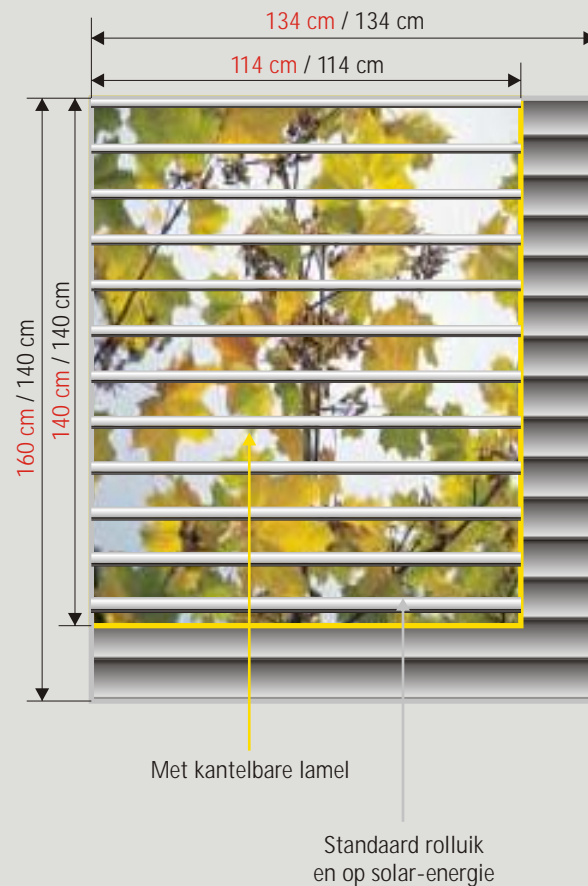 134 cm / 134 cm
114 cm / 114 cm
160 cm / 140 cm
140 cm / 140 cm
Met kantelbare lamel
Standaard rolluik
en op solar-energie